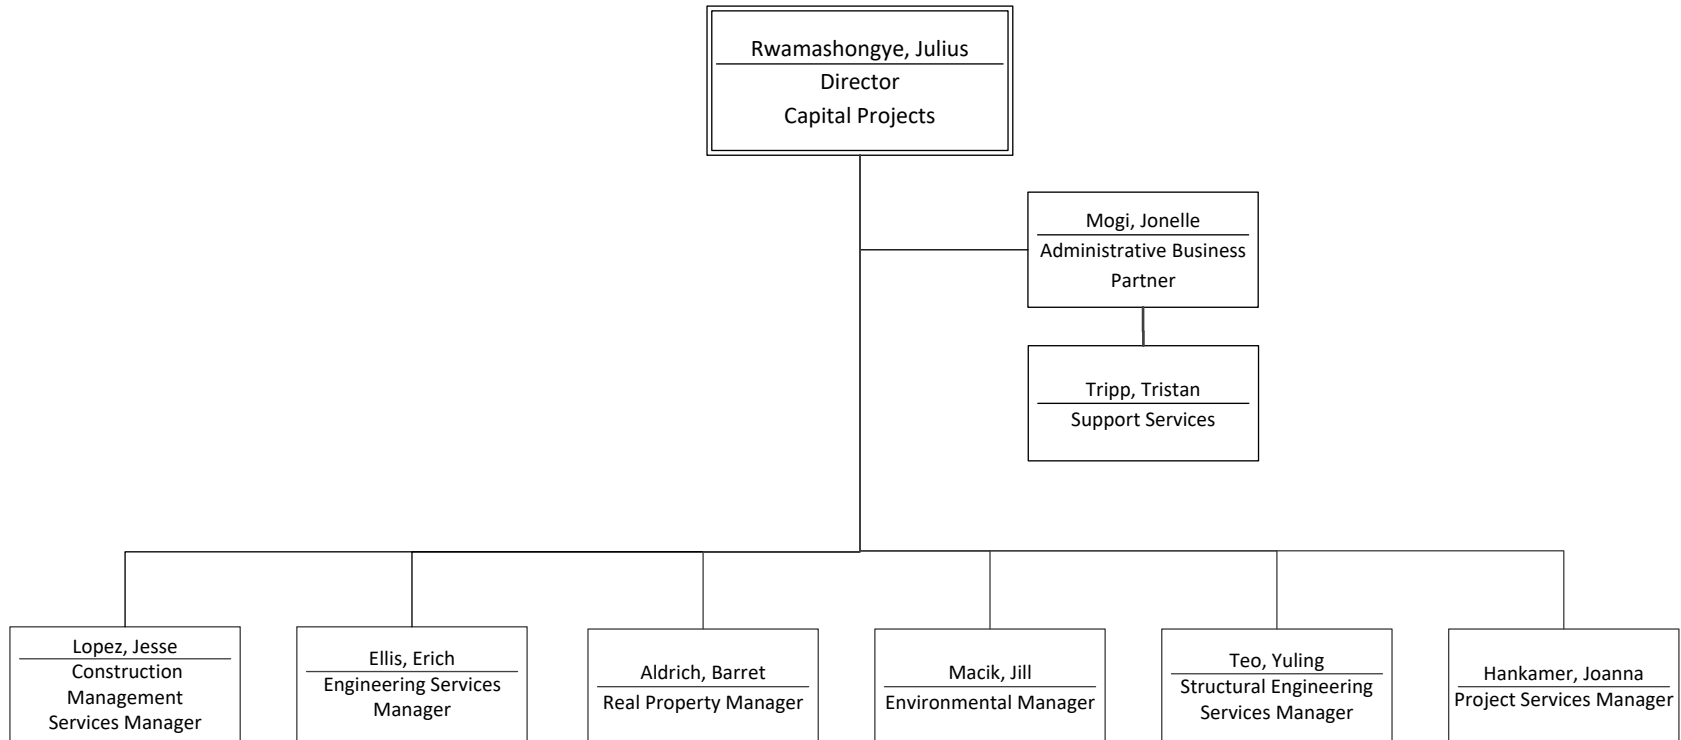 Rwamashongye, Julius
Director
Capital Projects
Mogi, Jonelle
Administrative Business
Partner
Tripp, Tristan
Support Services
Lopez, Jesse
Construction
Management
Services Manager
Ellis, Erich
Engineering Services
Manager
Aldrich, Barret
Real Property Manager
Macik, Jill
Environmental Manager
Teo, Yuling
Structural Engineering
Services Manager
Hankamer, Joanna
Project Services Manager